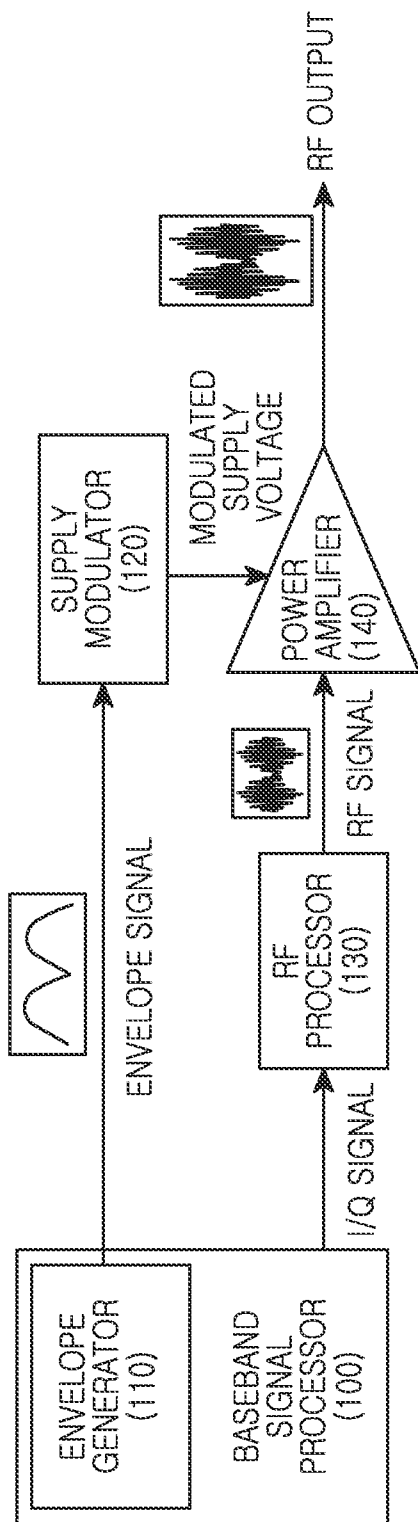 ENVELOPE
GENERATOR
(110)
BASEBAND
SIGNAL
PROCESSOR
(100)
ENVELOPE SIGNAL
I/Q SIGNAL
RF
PROCESSOR
(130)
RF SIGNAL
SUPPLY
MODULATOR
(120)
MODULATED
SUPPLY
VOLTAGE
POWER
AMPLIFIER
(140)
RF OUTPUT